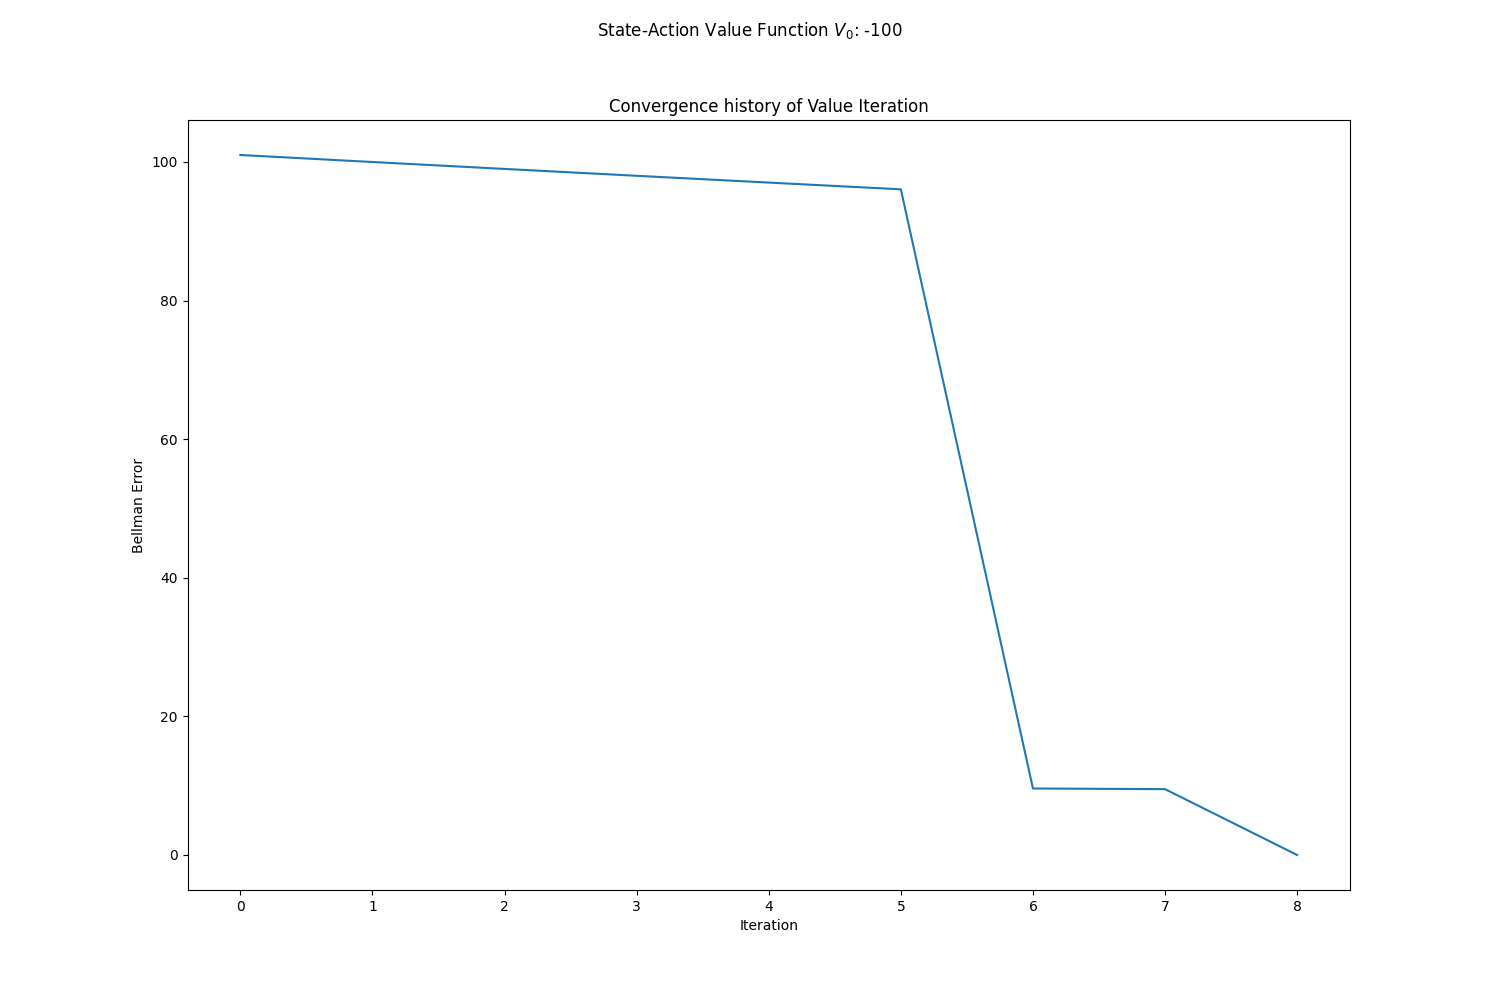 State-Action Value Function $V_0$: -100
Convergence history of Value Iteration
100
80
60
40
20
0
Bellman Error
0 1 2 3 4 5 6 7 8
Iteration